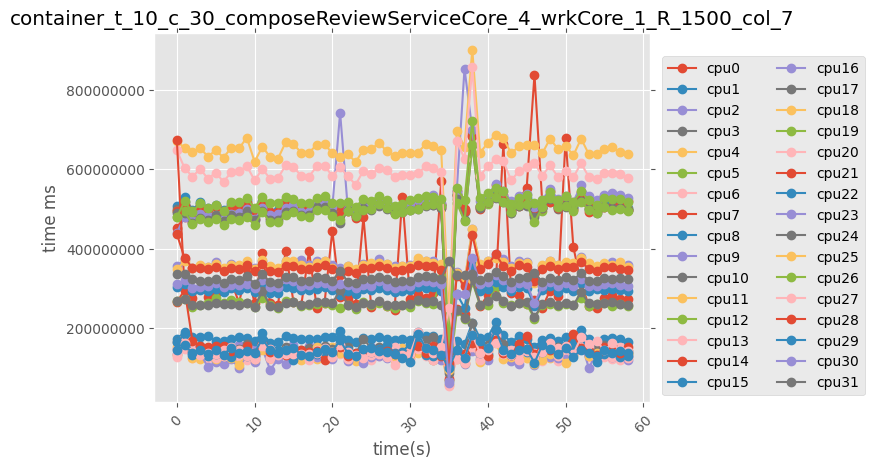 container_t_10_c_30_composeReviewServiceCore_4_wrkCore_1_R_1500_col_7
time ms
800000000
600000000
400000000
200000000
0
10
20
30
40
50
60
time(s)
cpu0
cpu1
cpu2
cpu3
cpu4
cpu5
cpu6
cpu7
cpu8
cpu9
cpu10
cpu11
cpu12
cpu13
cpu14
cpu15
cpu16
cpu17
cpu18
cpu19
cpu20
cpu21
cpu22
cpu23
cpu24
cpu25
cpu26
cpu27
cpu28
cpu29
cpu30
cpu31